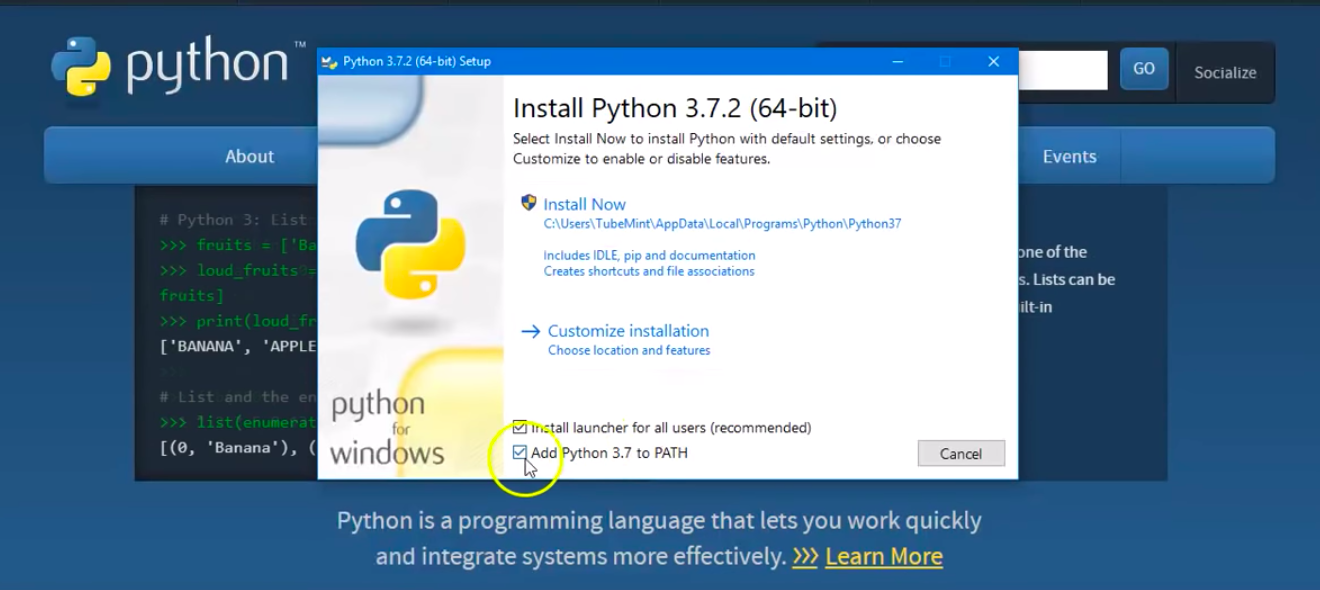 python™
GO
Socialize
About
Events
# Python 3: List
>>> fruits = ['Ba
>>> loud_fruits =
fruits]
>>> print(loud_fr
['BANANA', 'APPLE
# List and the en
>>> list(enumerat
[(0, 'Banana'), (
one of the
s. Lists can be
ilt-in
Python 3.7.2 (64-bit) Setup
Install Python 3.7.2 (64-bit)
Select Install Now to install Python with default settings, or choose
Customize to enable or disable features.
Install Now
C:\Users\TubeMint\AppData\Local\Programs\Python\Python37
Includes IDLE, pip and documentation
Creates shortcuts and file associations
Customize installation
Choose location and features
python
for
windows
Install launcher for all users (recommended)
Add Python 3.7 to PATH
Cancel
Python is a programming language that lets you work quickly
and integrate systems more effectively. >>> Learn More